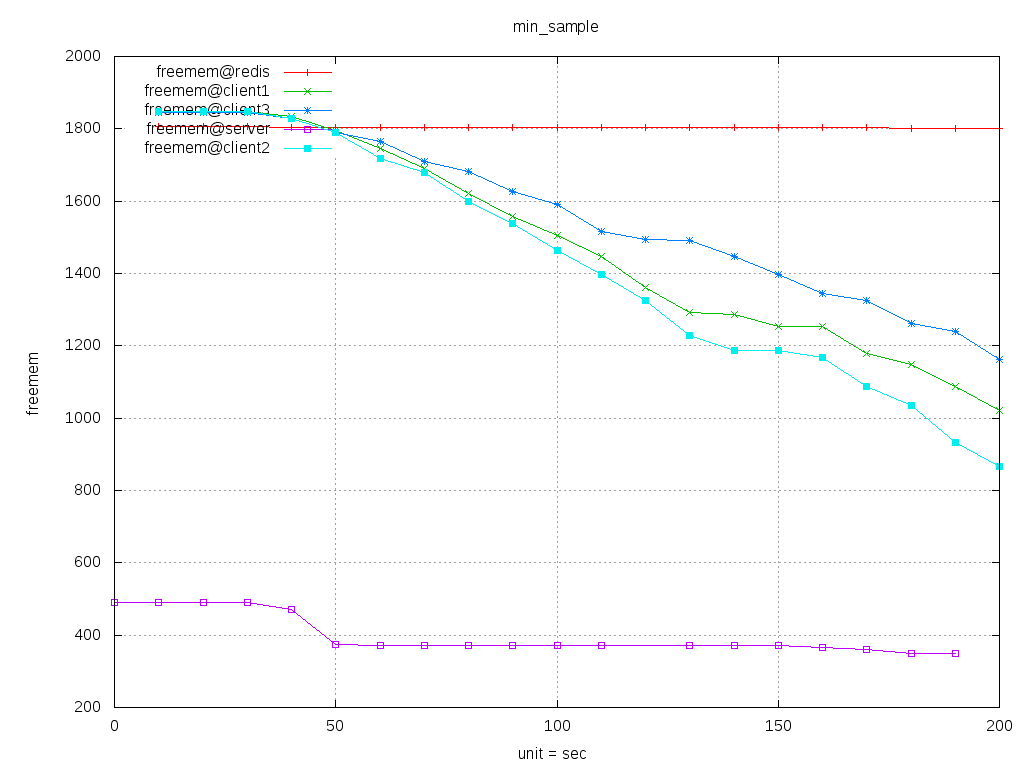 min_sample
2000
1800
1600
1400
1200
1000
800
600
400
200
freemem
freemem@redis
freemem@client1
freemem@client3
freemem@server
freemem@client2
0
50
100
150
200
unit = sec